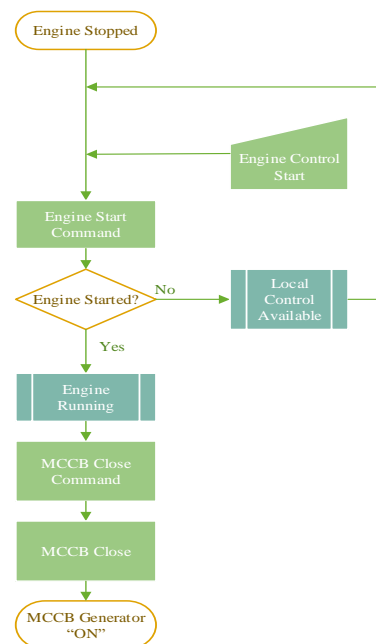 Engine Stopped
Engine Control
Start
Engine Start
Command
Engine Started?
No
Local
Control
Available
Yes
Engine
Running
MCCB Close
Command
MCCB Close
MCCB Generator
“ON”